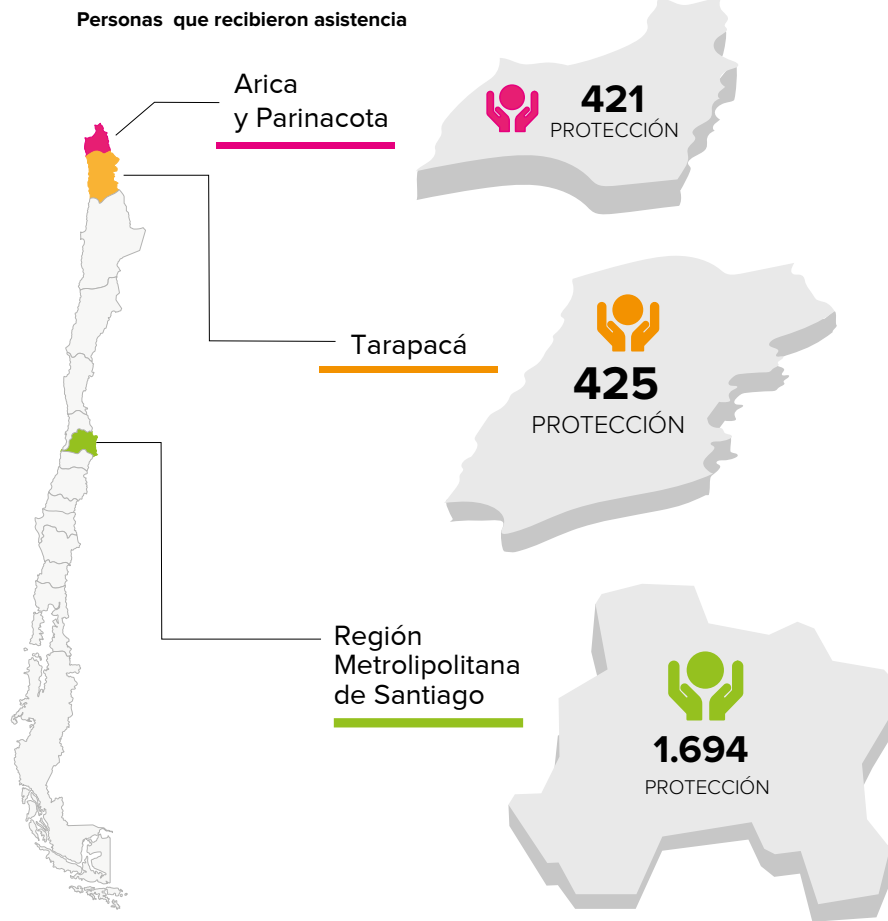 Personas que recibieron asistencia
Arica
y Parinacota
421
PROTECCIÓN
Tarapacá
425
PROTECCIÓN
Región
Metrolipolitana
de Santiago
1.694
PROTECCIÓN